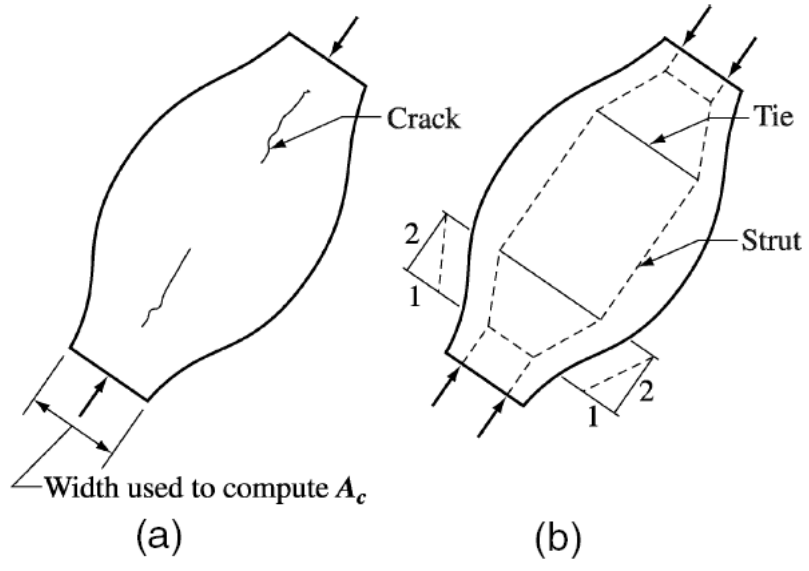 Crack
Width used to compute A_c
(a)
Tie
Strut
2
1
1
2
(b)